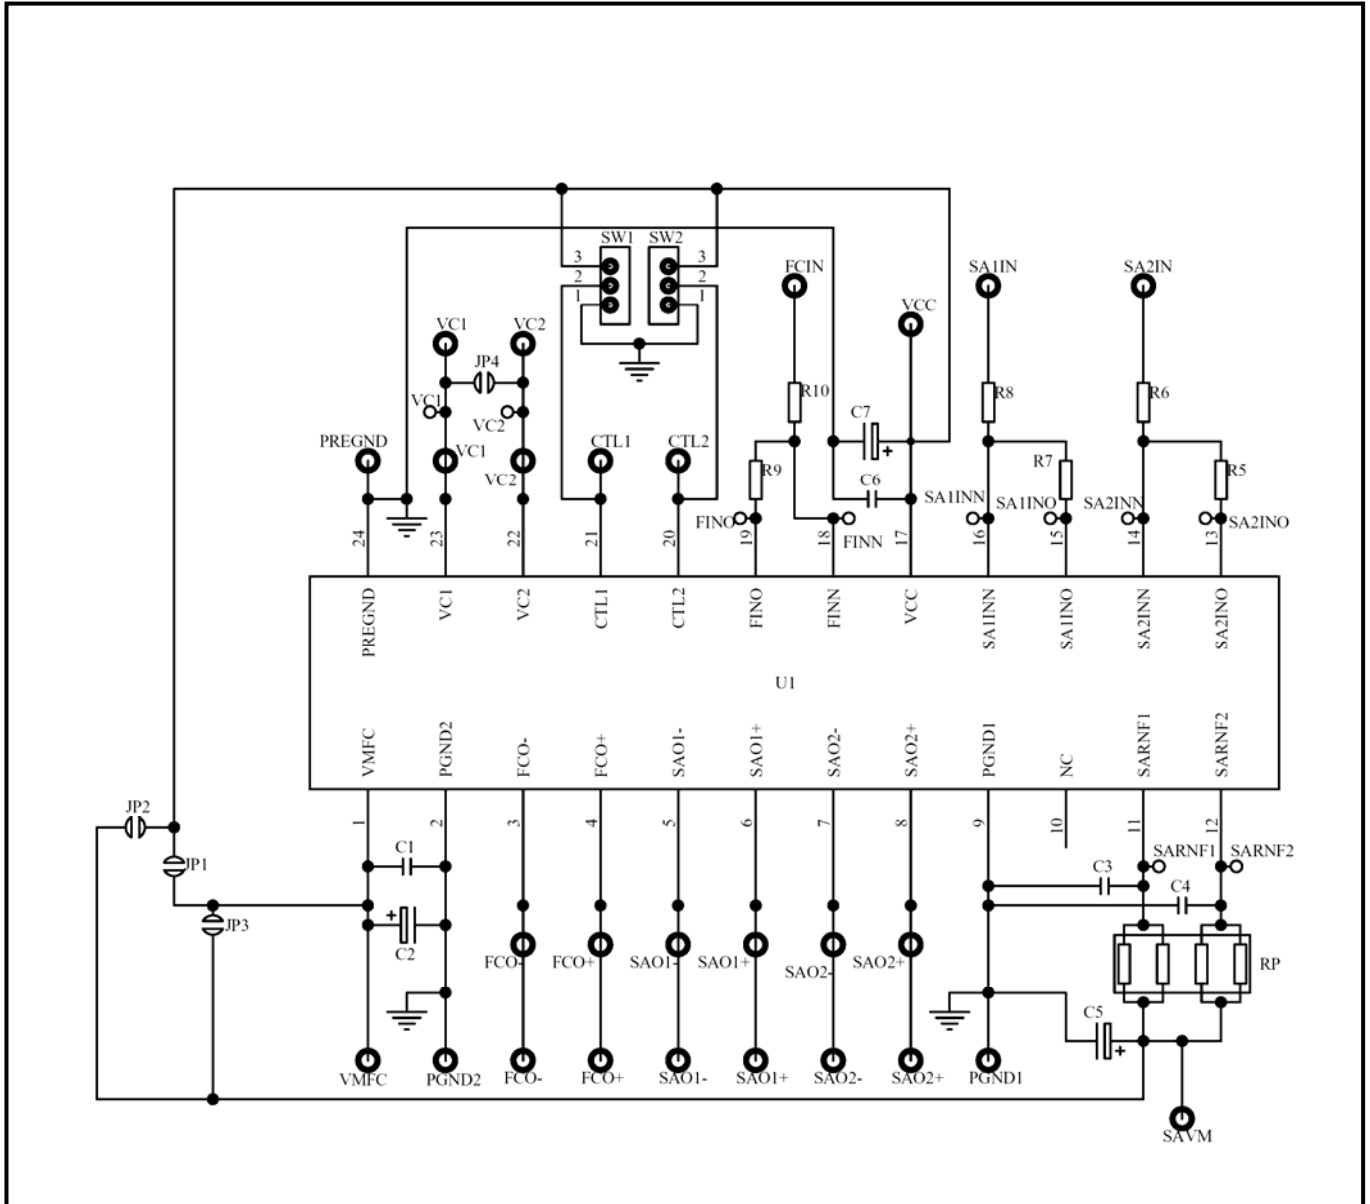 SW1 SW2
3 3
2 2
1 1
FCIN SA1IN SA2IN
VCC
VC1 VC2
JP4
VC1
VC2
R10 R8 R6
C7
+
PREGND VC1 VC2 CTL1 CTL2
R9 C6 R7 R5
FINO FINN SA1INN SA1INO SA2INN SA2INO
24 23 22 21 20 19 18 17 16 15 14 13
PREGND VC1 VC2 CTL1 CTL2 FINO FINN VCC SA1INN SA1INO SA2INN SA2INO
U1
VMFC PGND2 FCO- FCO+ SAO1- SAO1+ SAO2- SAO2+ PGND1 NC SARNF1 SARNF2
1 2 3 4 5 6 7 8 9 10 11 12
JP2
JP1
C1
SARNF1 SARNF2
C3
C4
JP3
+
C2
FCO- FCO+ SAO1- SAO1+ SAO2- SAO2+
RP
C5
+
VMFC PGND2 FCO- FCO+ SAO1- SAO1+ SAO2- SAO2+ PGND1
SAVM